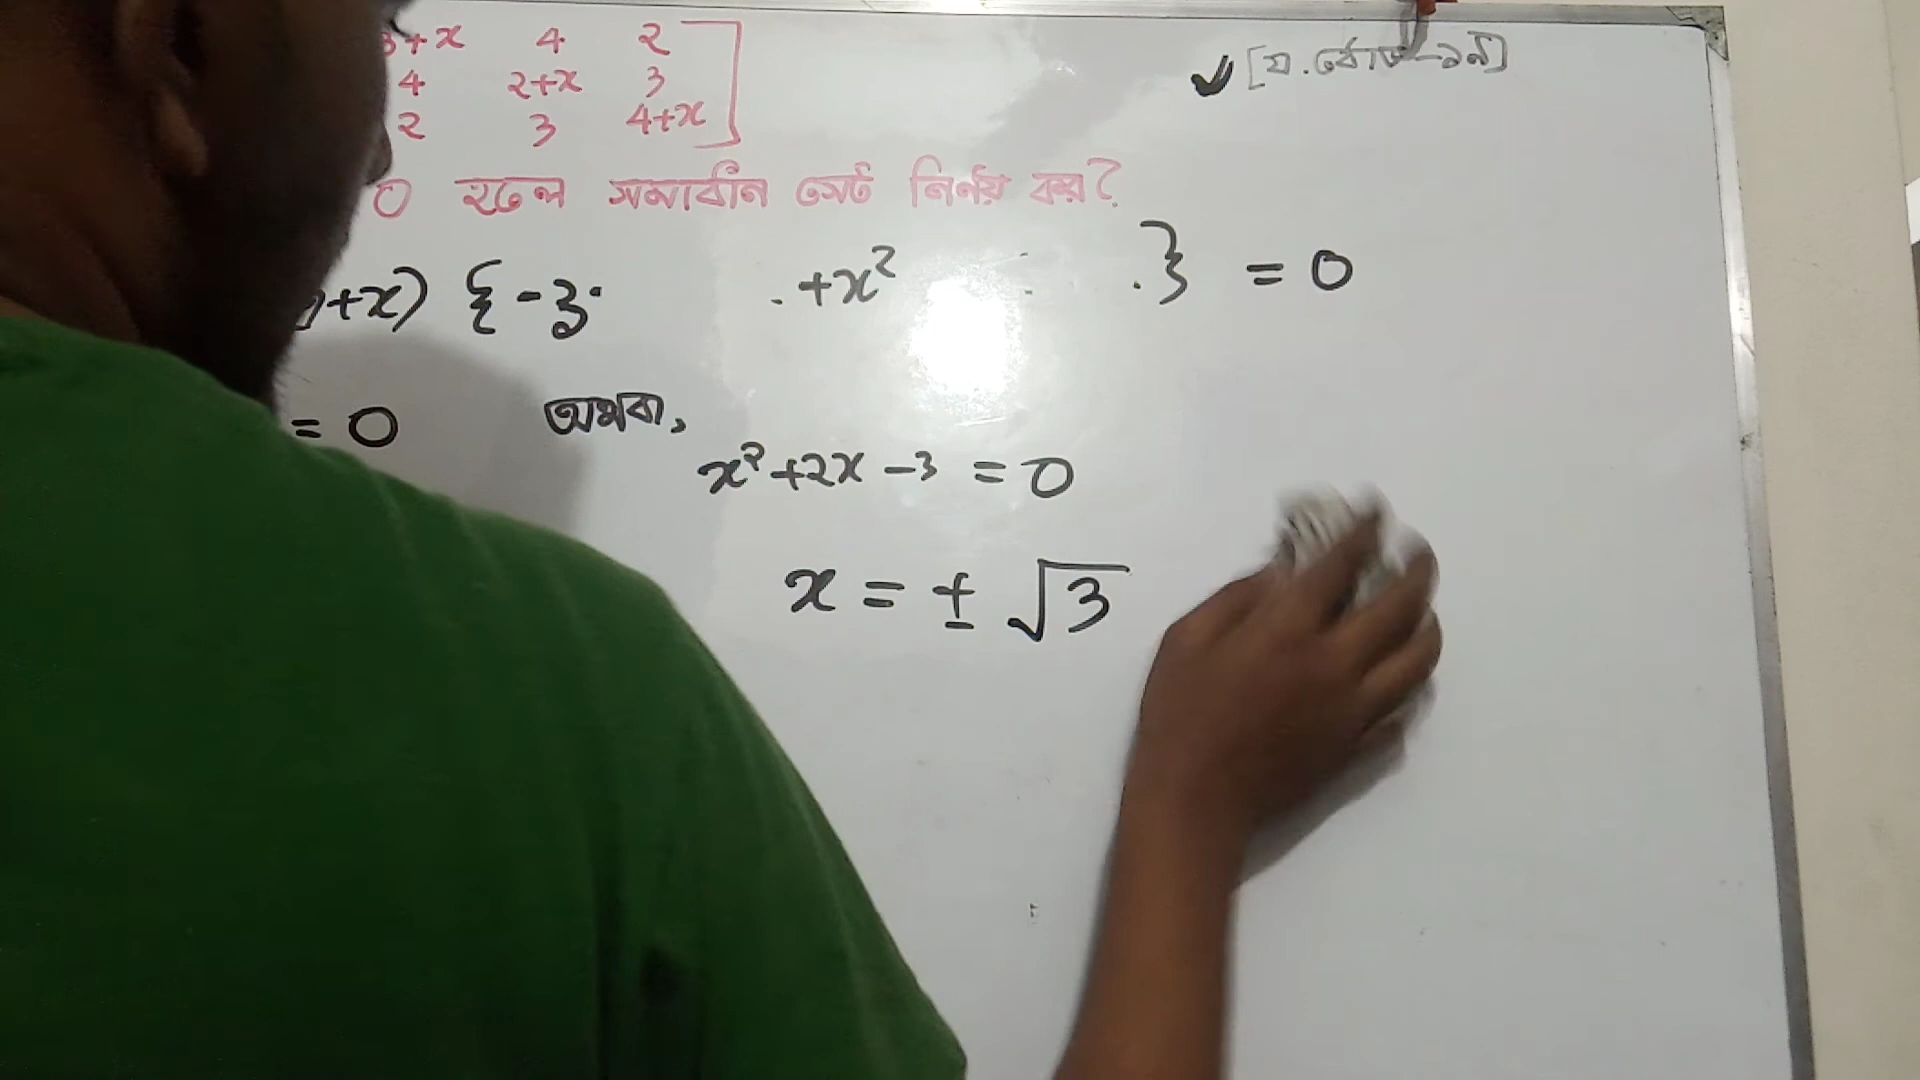 3+x 4 2
4 2+x 3
2 3 4+x
✓ [য. বোর্ড-১৯]
0 হলে সমাধান সেট নির্ণয় কর?
+x) {-3. . +x² .} = 0
= 0 অথবা,
x²+2x-3 = 0
x = ± √3